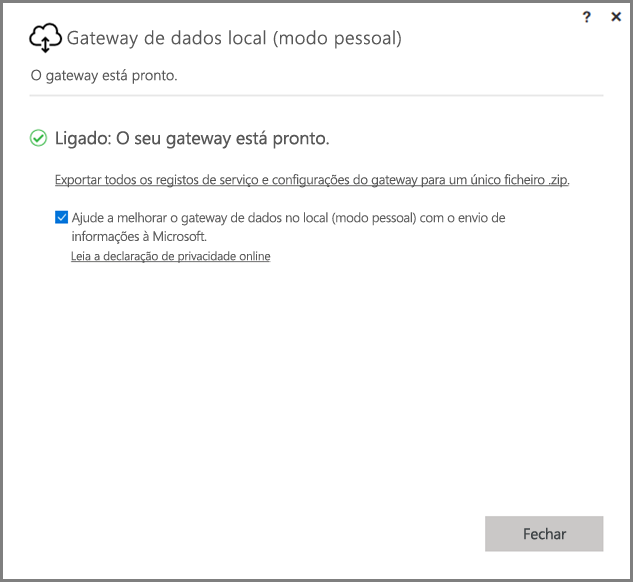 ? ×
Gateway de dados local (modo pessoal)
O gateway está pronto.
Ligado: O seu gateway está pronto.
Exportar todos os registos de serviço e configurações do gateway para um único ficheiro .zip.
Ajude a melhorar o gateway de dados no local (modo pessoal) com o envio de
informações à Microsoft.
Leia a declaração de privacidade online
Fechar